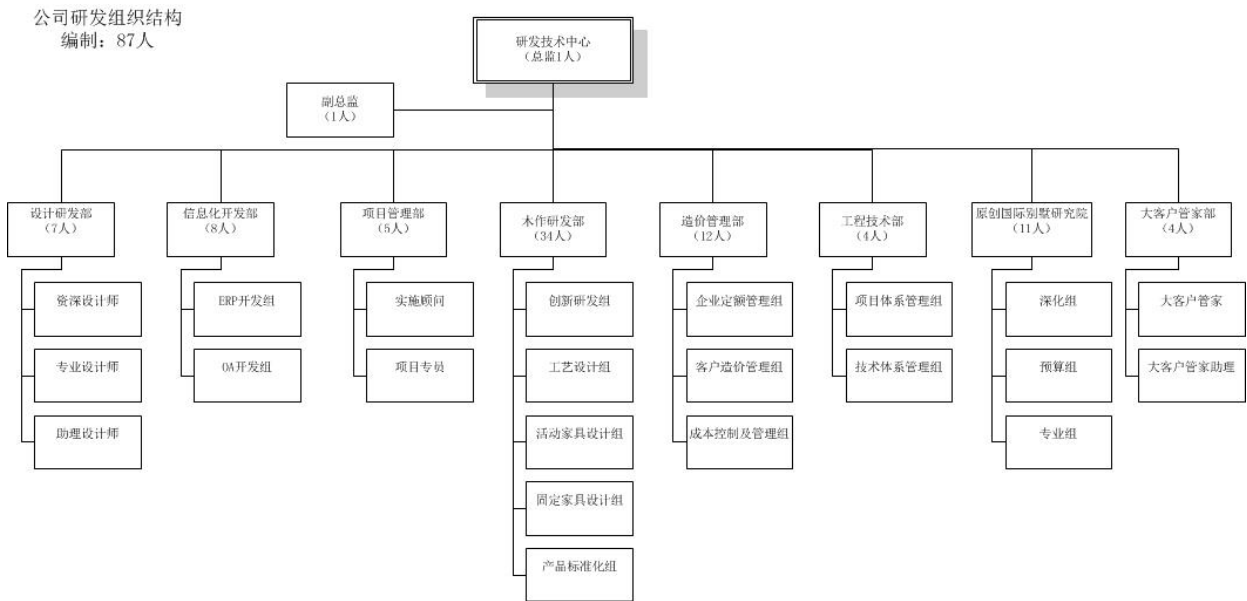 公司研发组织结构
编制：87人
研发技术中心
（总监1人）
副总监
（1人）
设计研发部
（7人）
信息化开发部
（8人）
项目管理部
（5人）
木作研发部
（34人）
造价管理部
（12人）
工程技术部
（4人）
原创国际别墅研究院
（11人）
大客户管家部
（4人）
资深设计师
ERP开发组
实施顾问
创新研发组
企业定额管理组
项目体系管理组
深化组
大客户管家
专业设计师
OA开发组
项目专员
工艺设计组
客户造价管理组
技术体系管理组
预算组
大客户管家助理
助理设计师
活动家具设计组
成本控制及管理组
专业组
固定家具设计组
产品标准化组